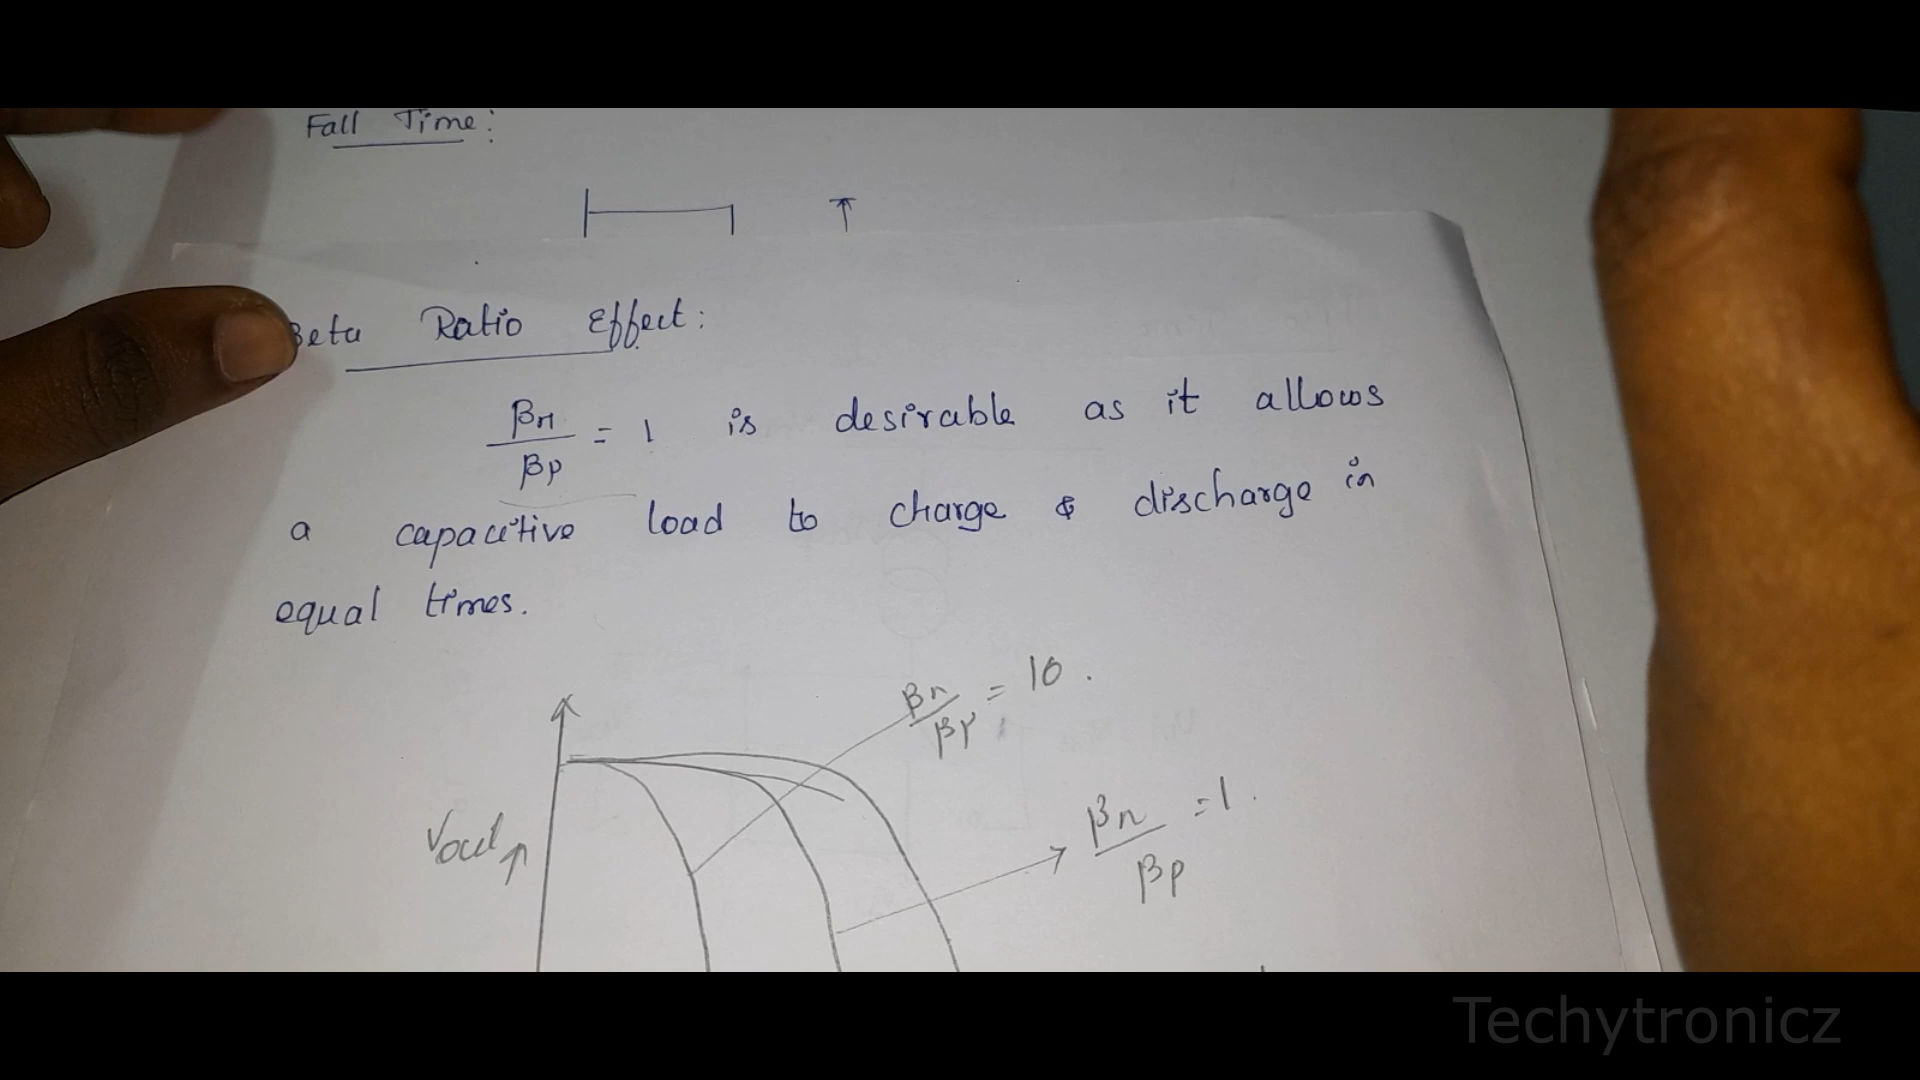 Fall Time:
Beta Ratio Effect:
βn/βp = 1 is desirable as it allows
a capacitive load to charge & discharge in
equal times.
βn/βp = 10.
Vout↑
βn/βp = 1.
Techytronicz